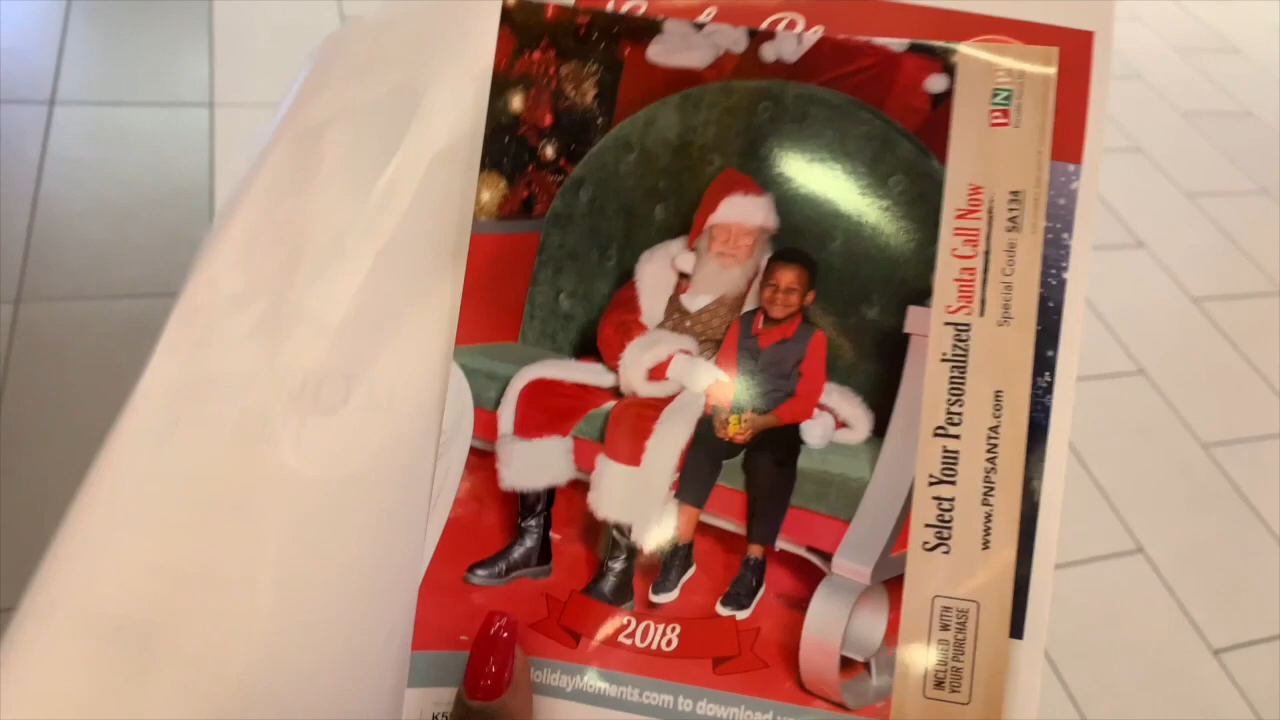 2018
HolidayMoments.com to download
K5
Select Your Personalized Santa Call Now
www.PNPSANTA.com
Special Code: SA134
PNP
INCLUDED WITH
YOUR PURCHASE